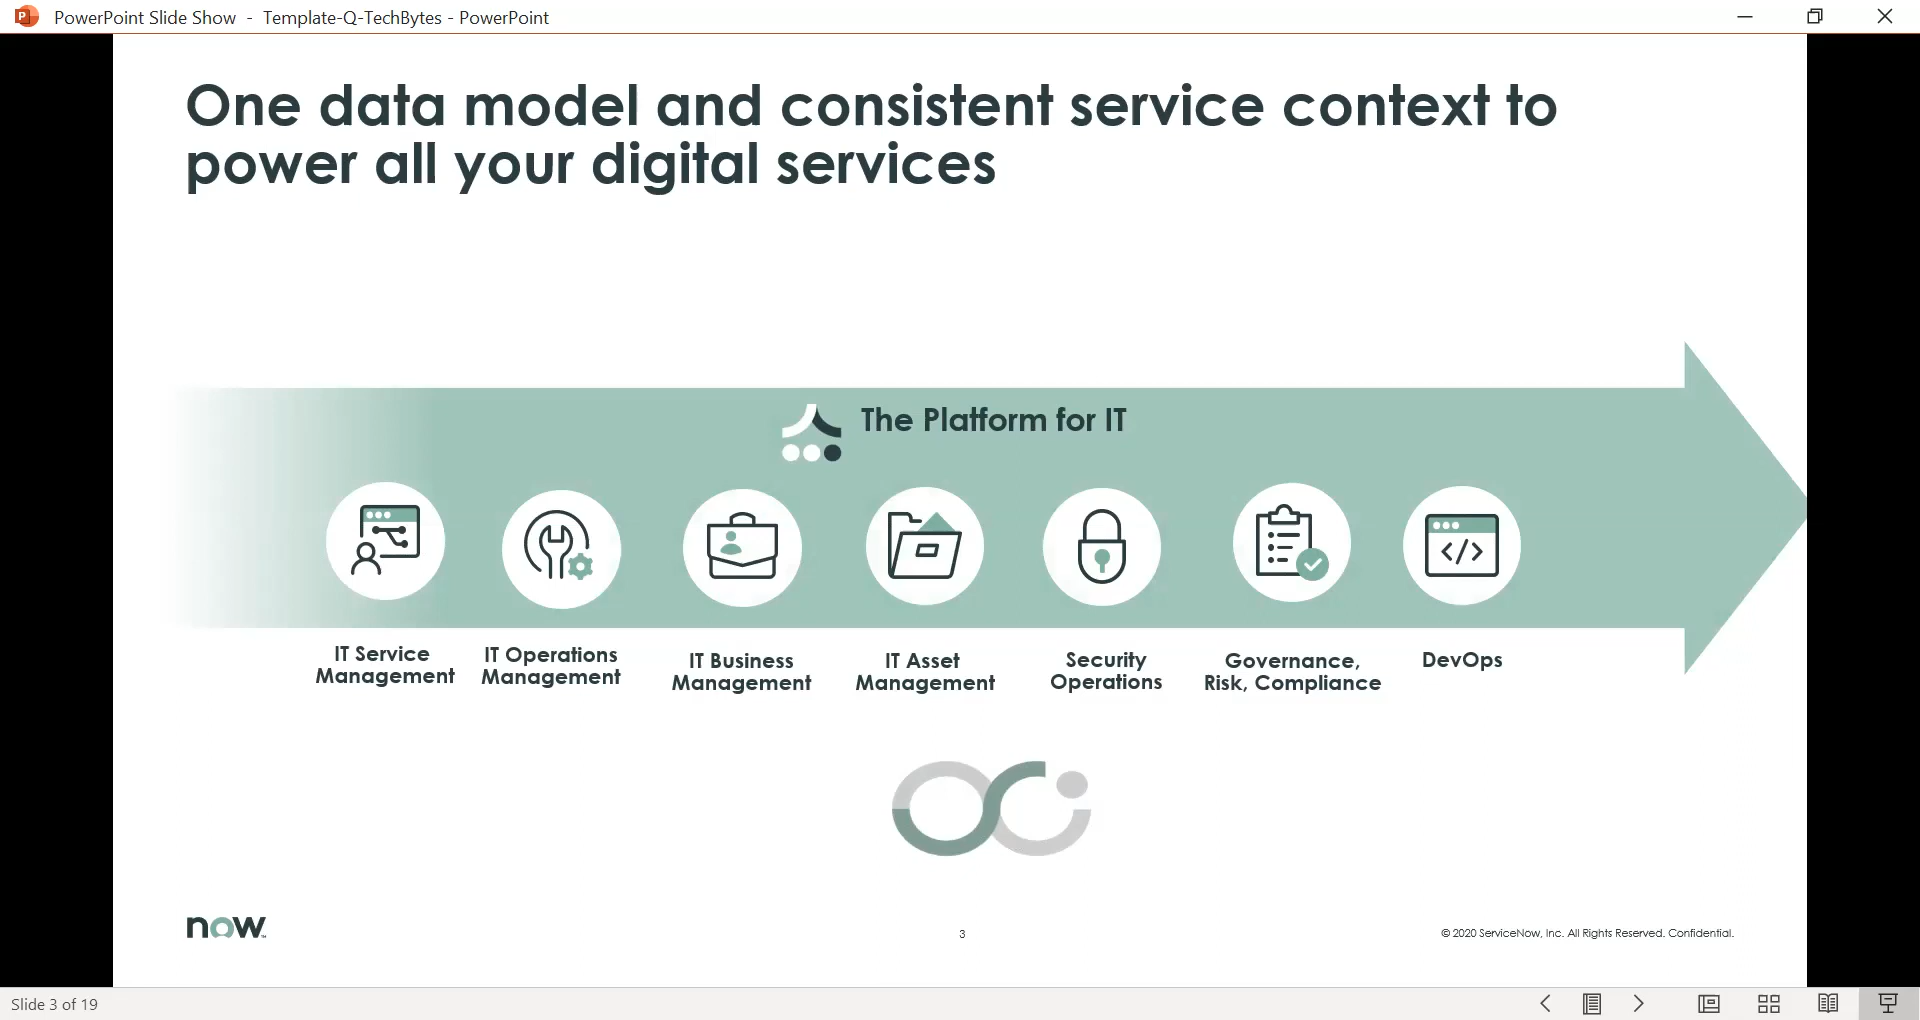 PowerPoint Slide Show - Template-Q-TechBytes - PowerPoint
One data model and consistent service context to
power all your digital services
The Platform for IT
IT Service
Management
IT Operations
Management
IT Business
Management
IT Asset
Management
Security
Operations
Governance,
Risk, Compliance
DevOps
now™
3
© 2020 ServiceNow, Inc. All Rights Reserved. Confidential.
Slide 3 of 19